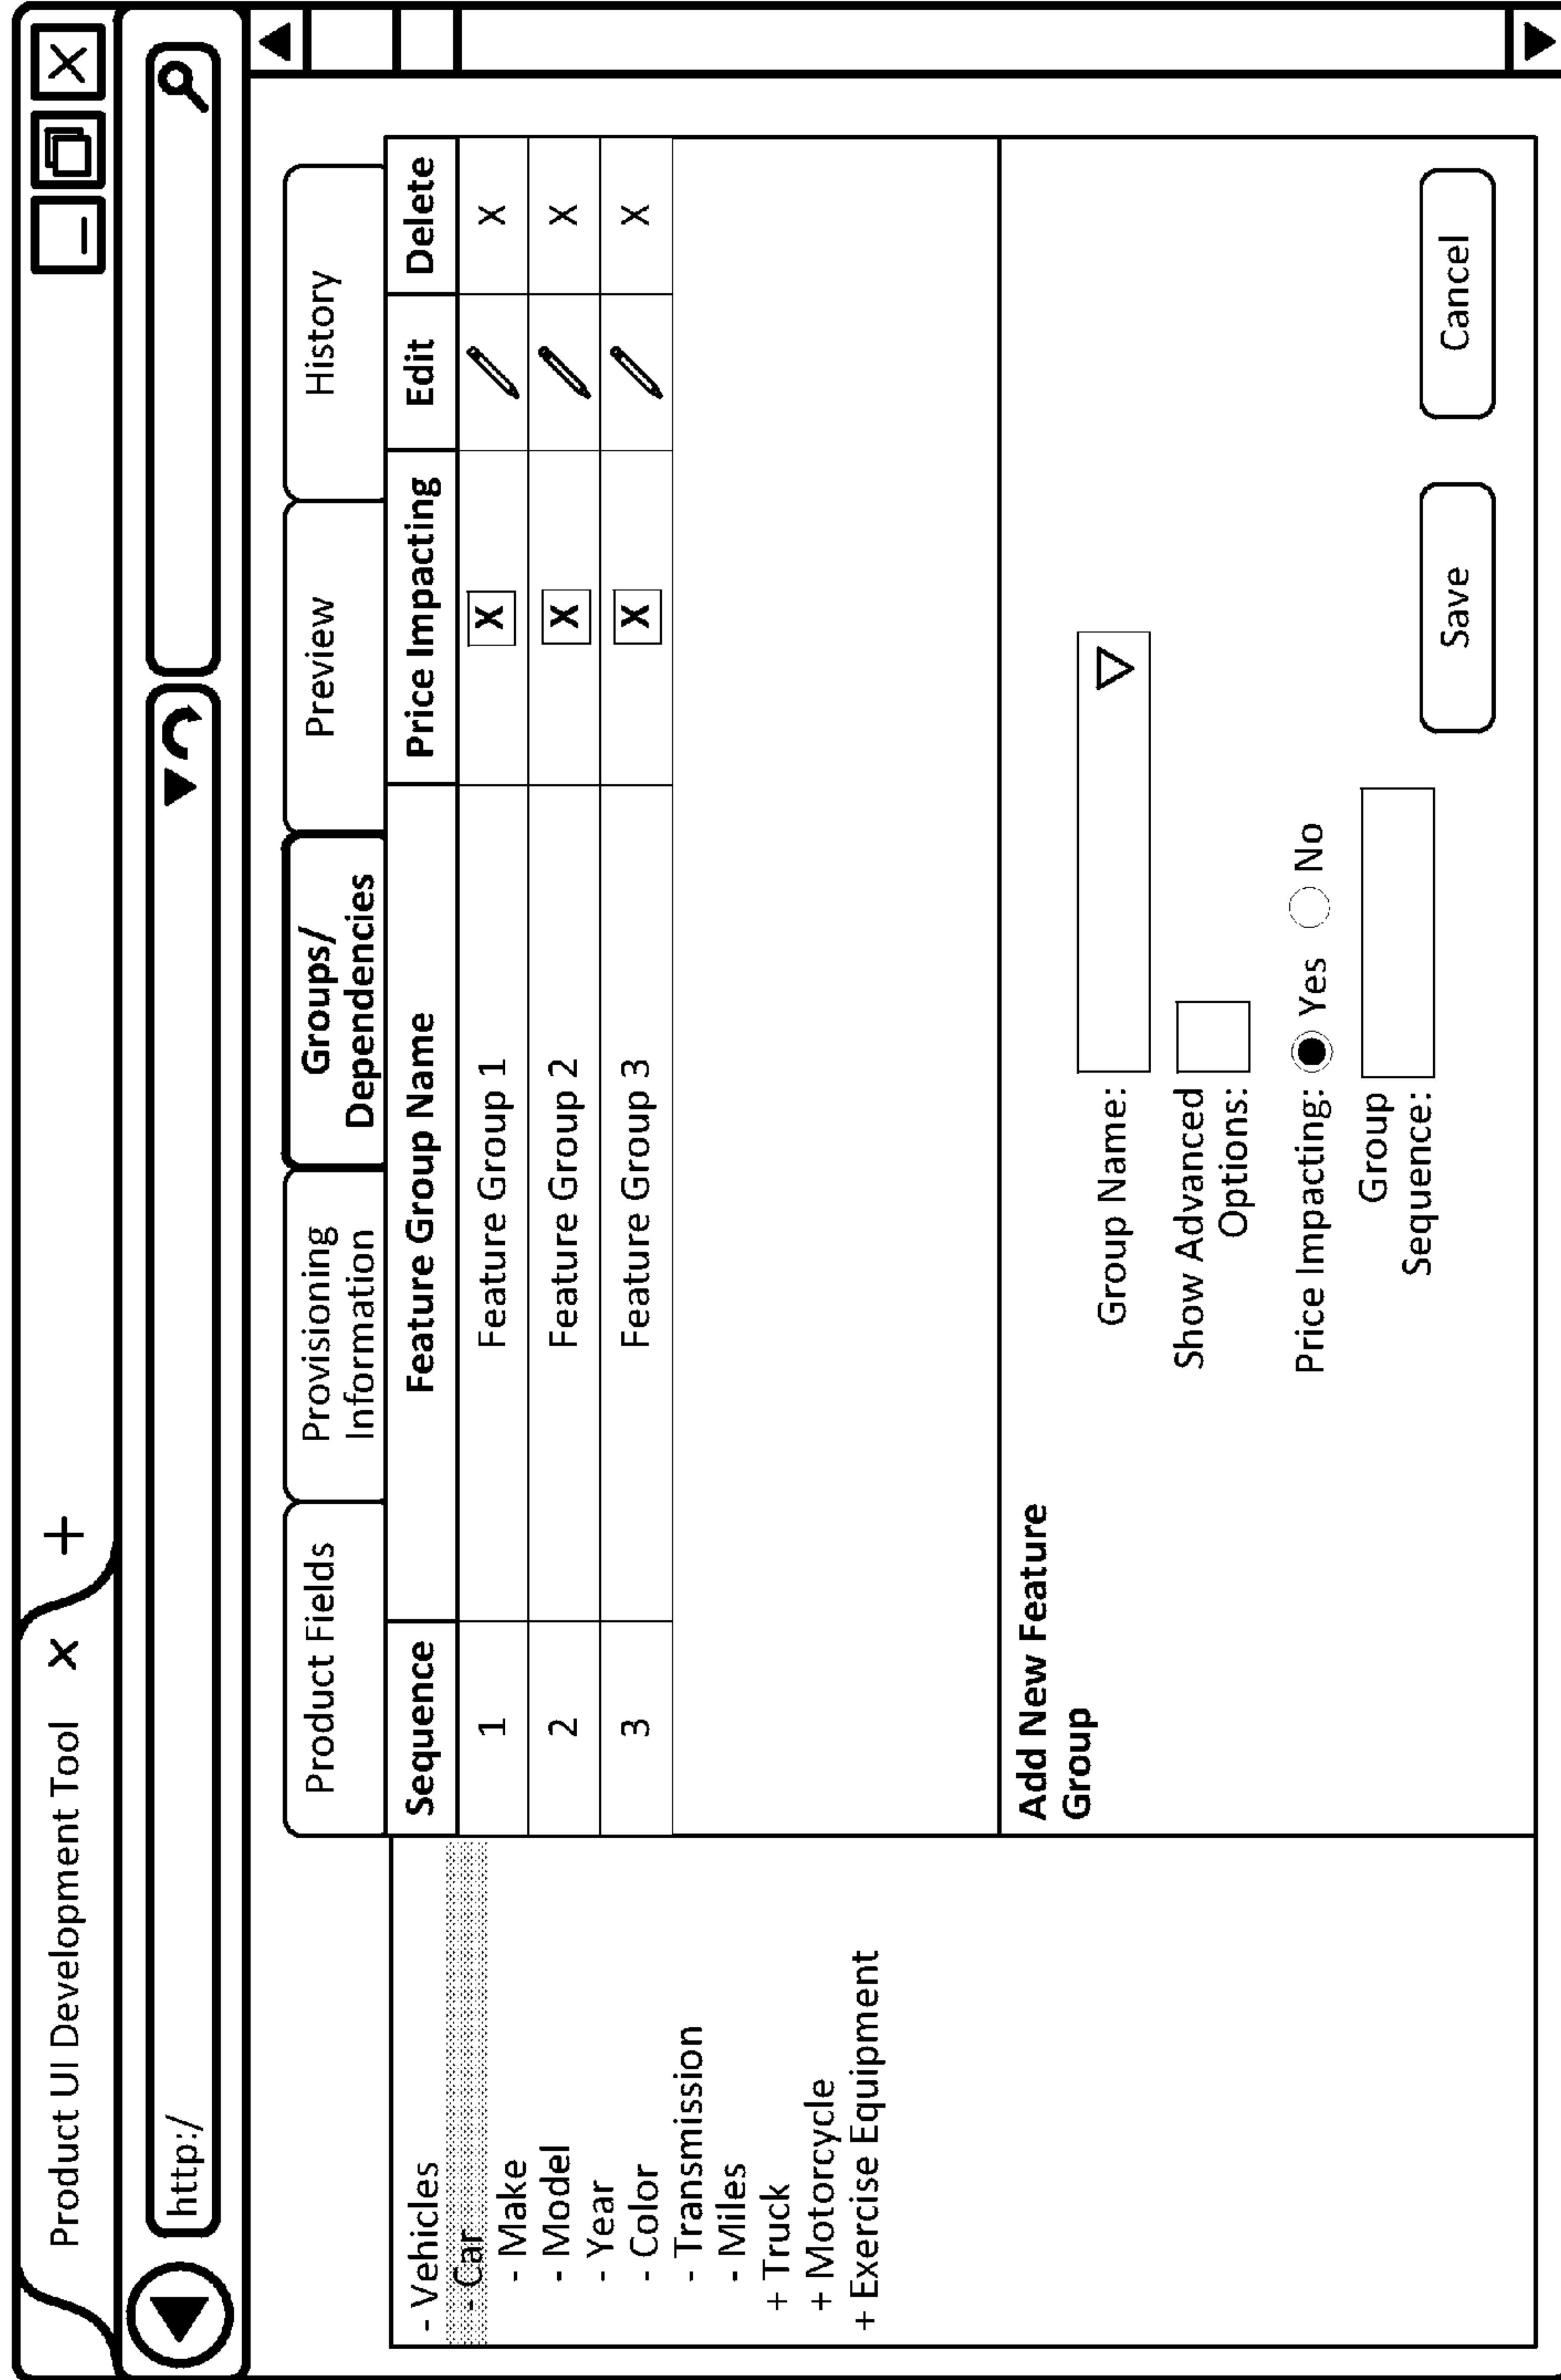 Product UI Development Tool X +
http:/
Product Fields
Provisioning
Information
Groups/
Dependencies
Preview
History
- Vehicles
- Car
- Make
- Model
- Year
- Color
- Transmission
- Miles
+ Truck
+ Motorcycle
+ Exercise Equipment
Sequence Feature Group Name Price Impacting Edit Delete
1 Feature Group 1 X X
2 Feature Group 2 X X
3 Feature Group 3 X X
Add New Feature
Group
Group Name:
Show Advanced
Options:
Price Impacting: Yes No
Group
Sequence:
Save Cancel